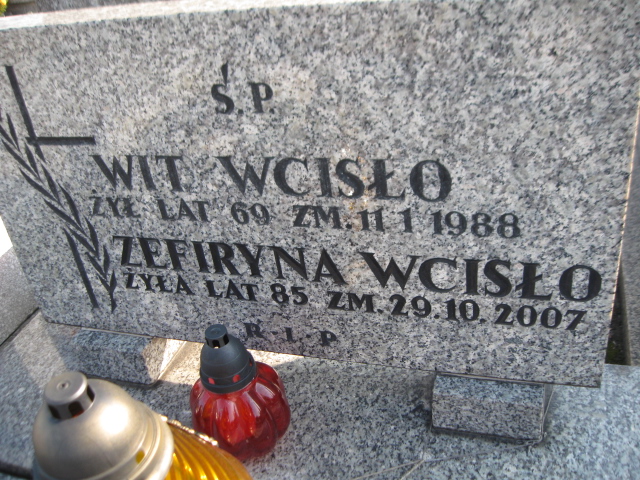 Ś.P.
WIT WCISŁO
ŻYŁ LAT 69 ZM. 11 1 1988
ZEFIRYNA WCISŁO
ŻYŁA LAT 85 ZM. 29.10.2007
R.I.P